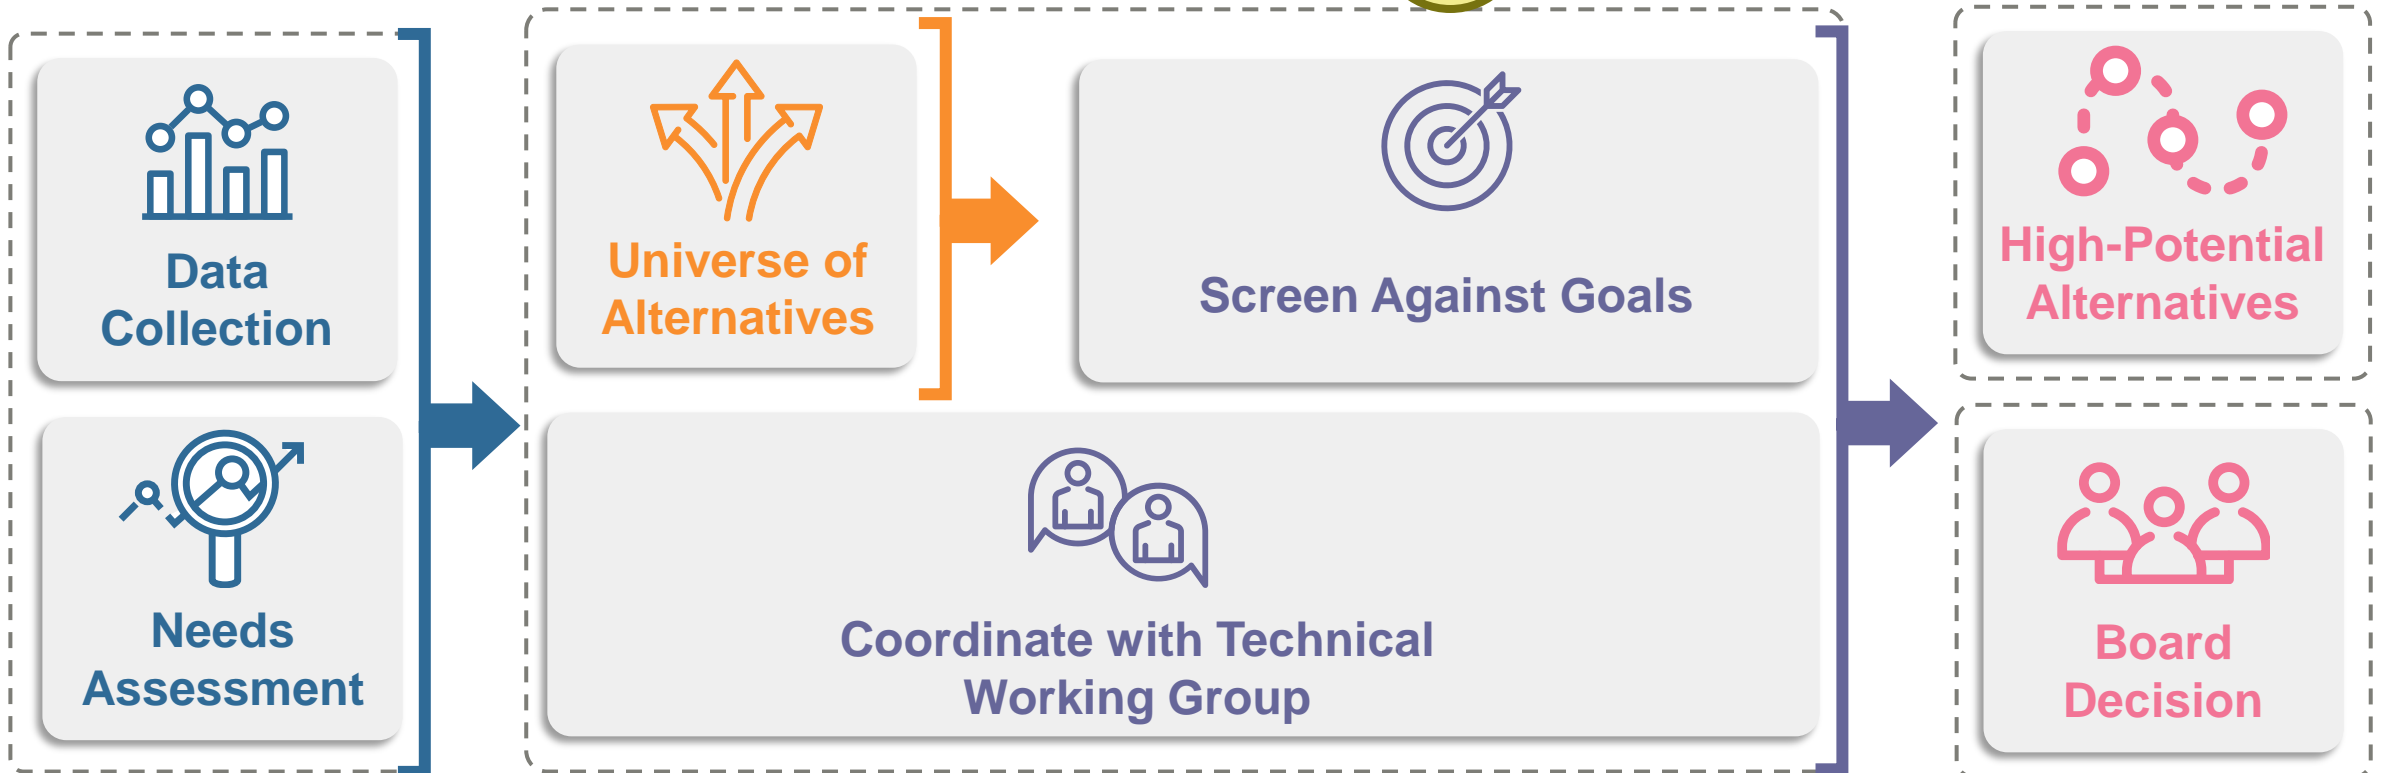 Data
Collection
Needs
Assessment
Universe of
Alternatives
Screen Against Goals
Coordinate with Technical
Working Group
High-Potential
Alternatives
Board
Decision